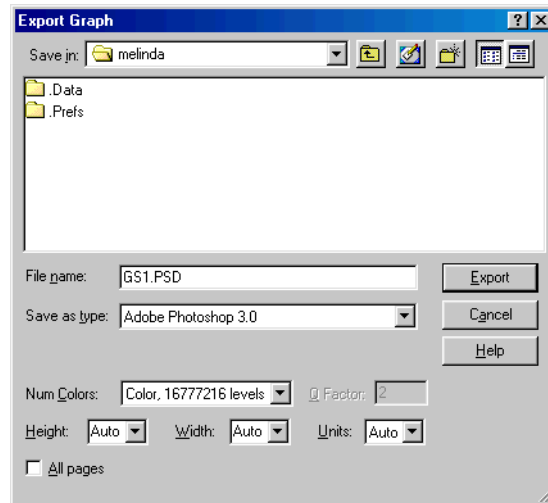 Export Graph
Save in: melinda
.Data
.Prefs
File name: GS1.PSD
Export
Save as type: Adobe Photoshop 3.0
Cancel
Help
Num Colors: Color, 16777216 levels Q Factor: 2
Height: Auto Width: Auto Units: Auto
All pages